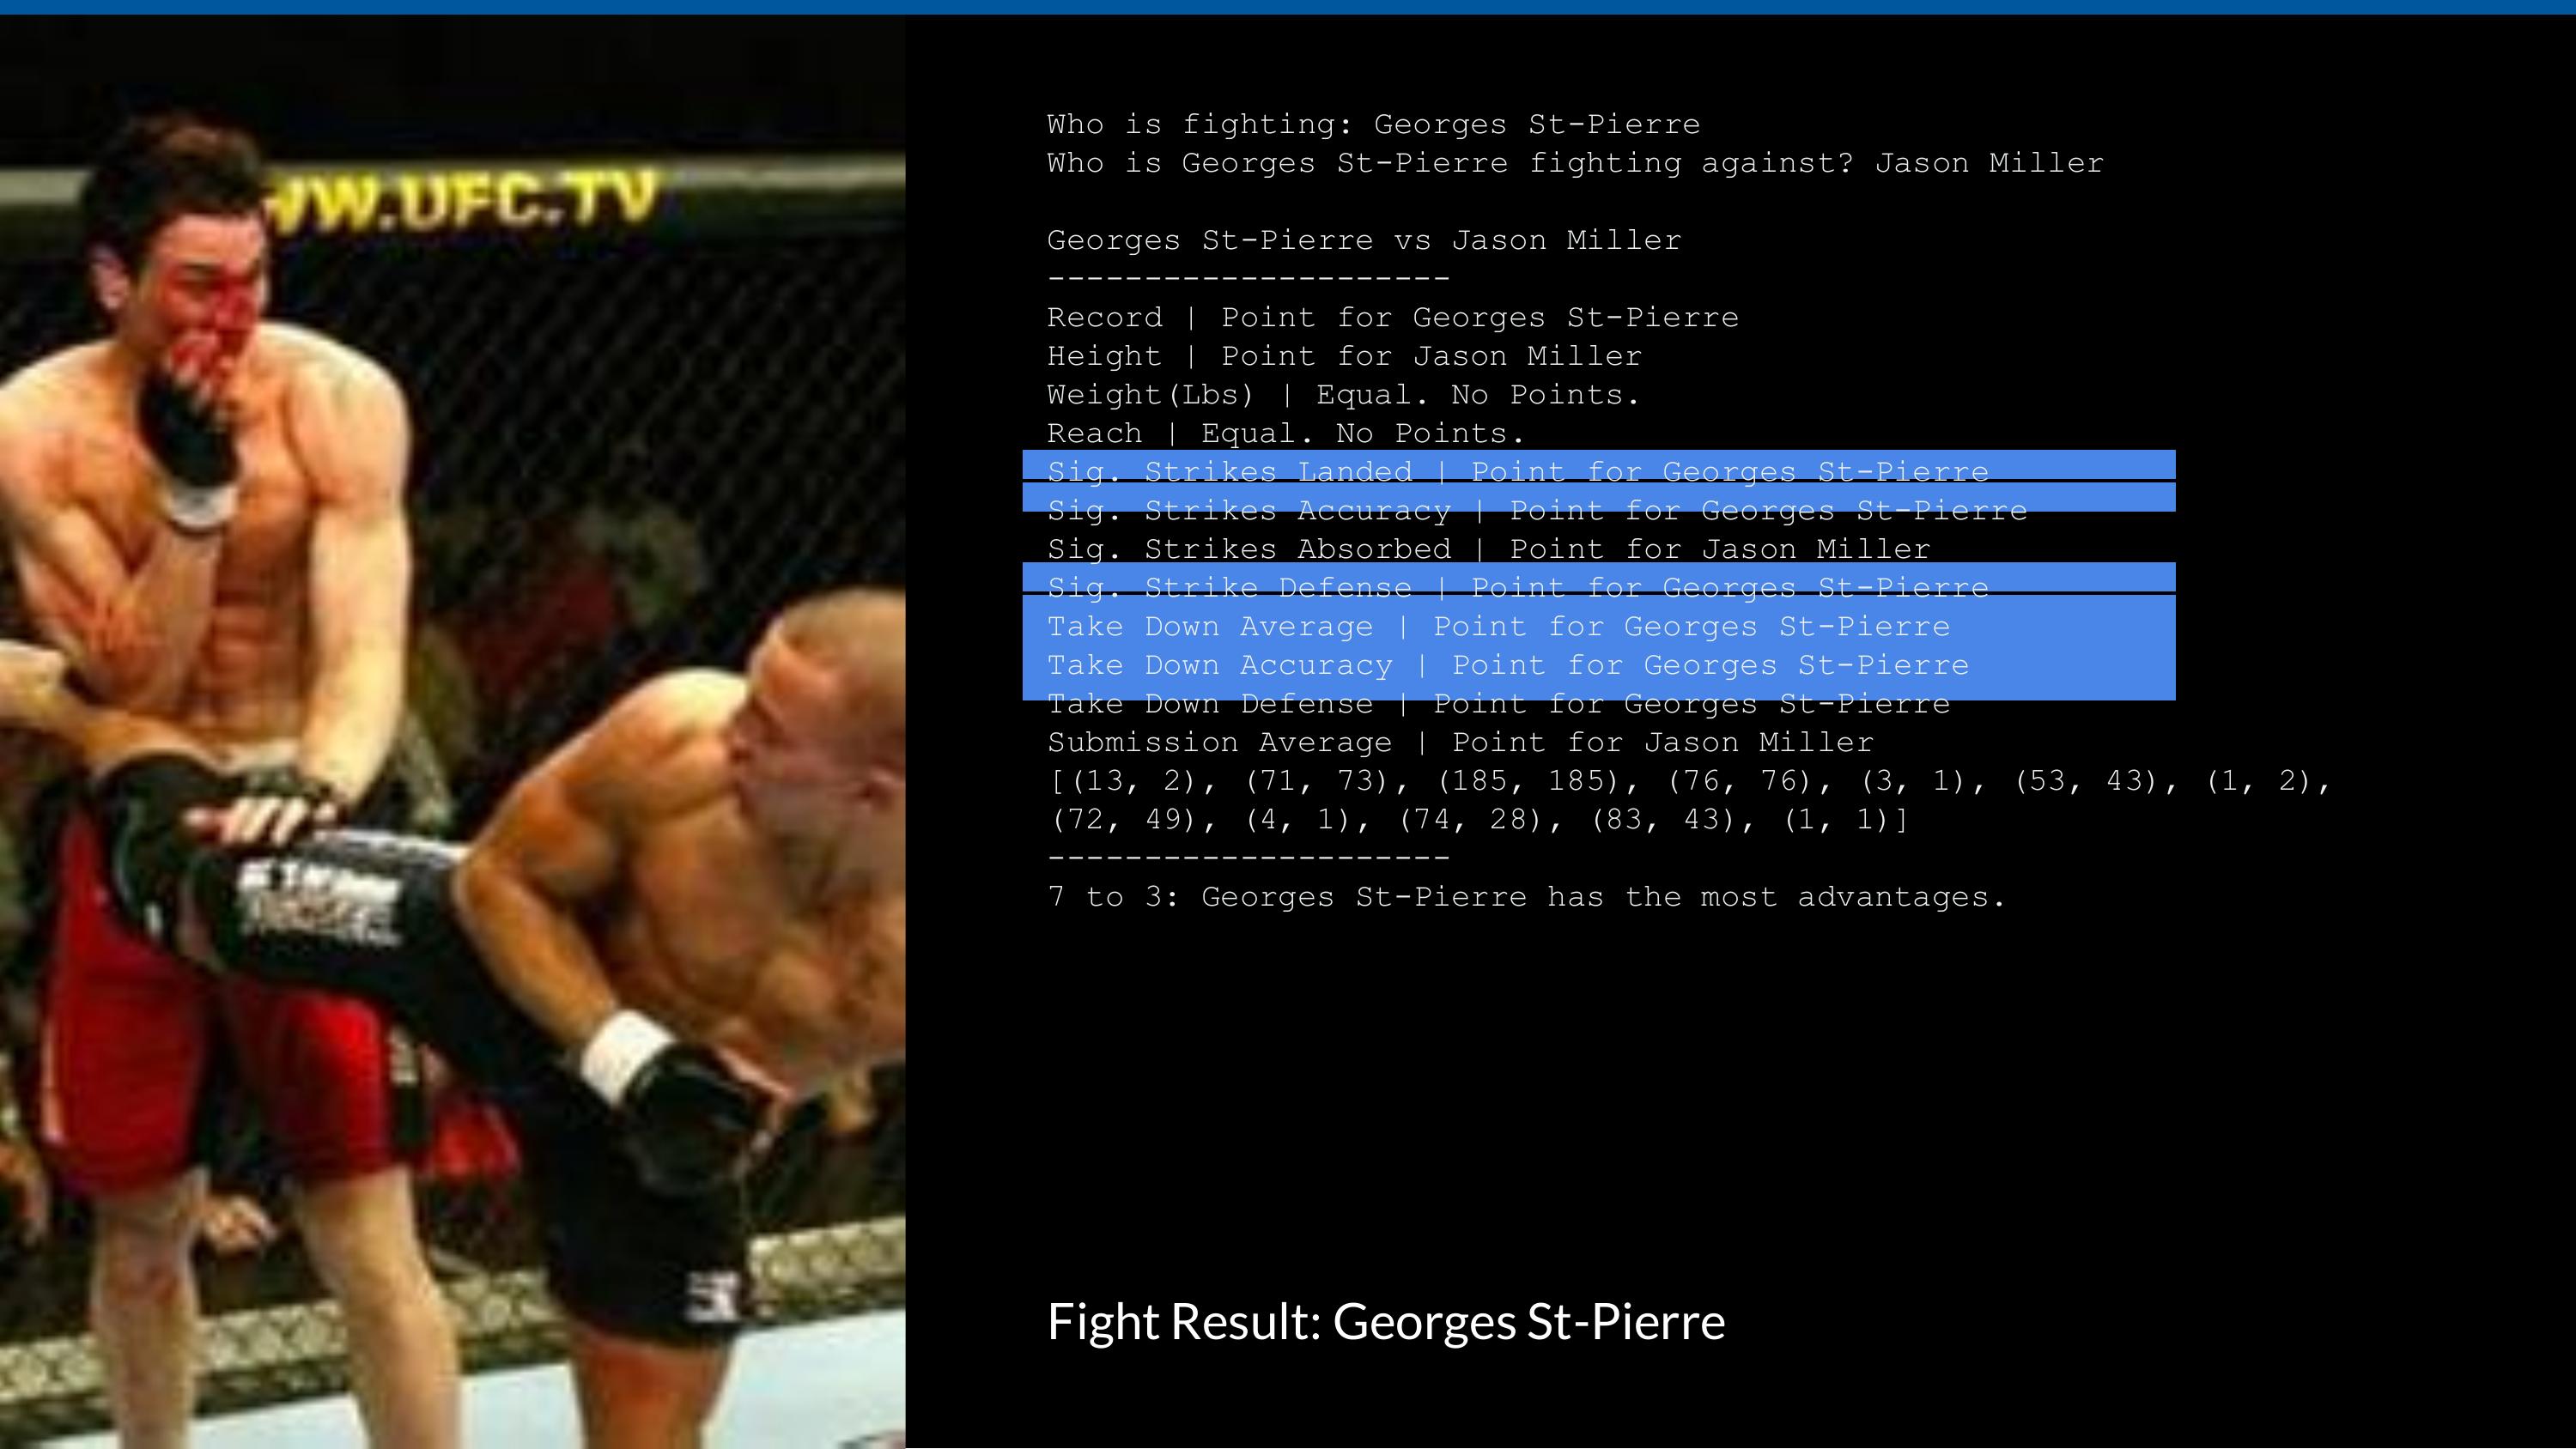 WW.UFC.TV
Who is fighting: Georges St-Pierre
Who is Georges St-Pierre fighting against? Jason Miller
Georges St-Pierre vs Jason Miller
---------------------
Record | Point for Georges St-Pierre
Height | Point for Jason Miller
Weight(Lbs) | Equal. No Points.
Reach | Equal. No Points.
Sig. Strikes Landed | Point for Georges St-Pierre
Sig. Strikes Accuracy | Point for Georges St-Pierre
Sig. Strikes Absorbed | Point for Jason Miller
Sig. Strike Defense | Point for Georges St-Pierre
Take Down Average | Point for Georges St-Pierre
Take Down Accuracy | Point for Georges St-Pierre
Take Down Defense | Point for Georges St-Pierre
Submission Average | Point for Jason Miller
[(13, 2), (71, 73), (185, 185), (76, 76), (3, 1), (53, 43), (1, 2),
(72, 49), (4, 1), (74, 28), (83, 43), (1, 1)]
---------------------
7 to 3: Georges St-Pierre has the most advantages.
Fight Result: Georges St-Pierre